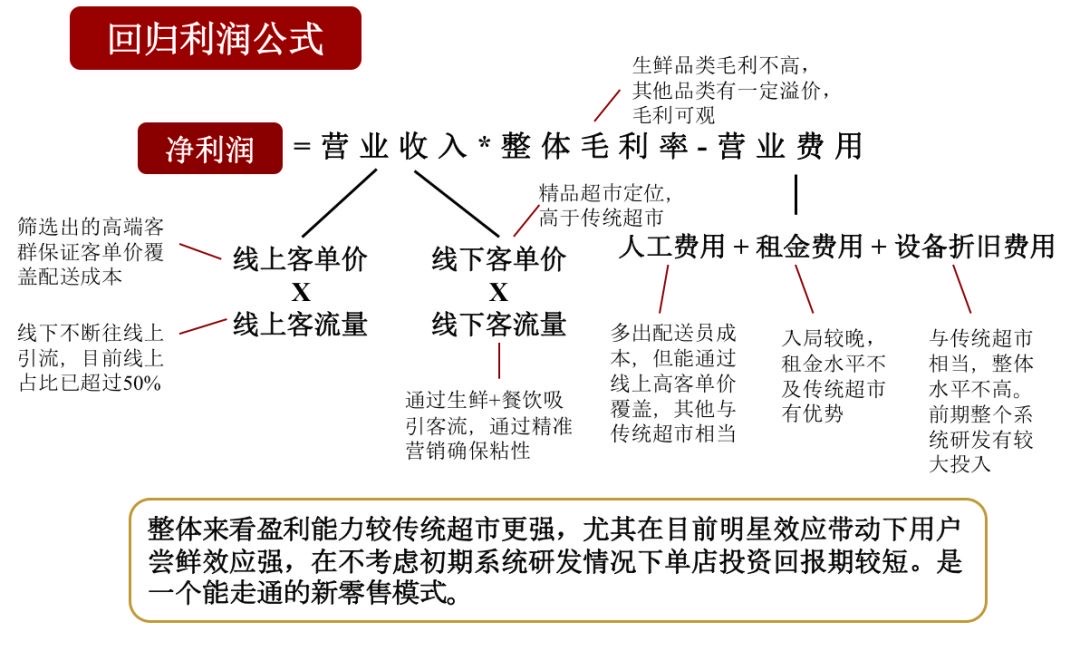 回归利润公式
生鲜品类毛利不高，
其他品类有一定溢价，
毛利可观
净利润 = 营业收入 * 整体毛利率 - 营业费用
筛选出的高端客
群保证客单价覆
盖配送成本
线上客单价
X
线上客流量
线下不断往线上
引流，目前线上
占比已超过50%
精品超市定位，
高于传统超市
线下客单价
X
线下客流量
通过生鲜+餐饮吸
引客流，通过精准
营销确保粘性
人工费用 + 租金费用 + 设备折旧费用
多出配送员成
本，但能通过
线上高客单价
覆盖，其他与
传统超市相当
入局较晚，
租金水平不
及传统超市
有优势
与传统超市
相当，整体
水平不高。
前期整个系
统研发有较
大投入
整体来看盈利能力较传统超市更强，尤其在目前明星效应带动下用户
尝鲜效应强，在不考虑初期系统研发情况下单店投资回报期较短。是
一个能走通的新零售模式。